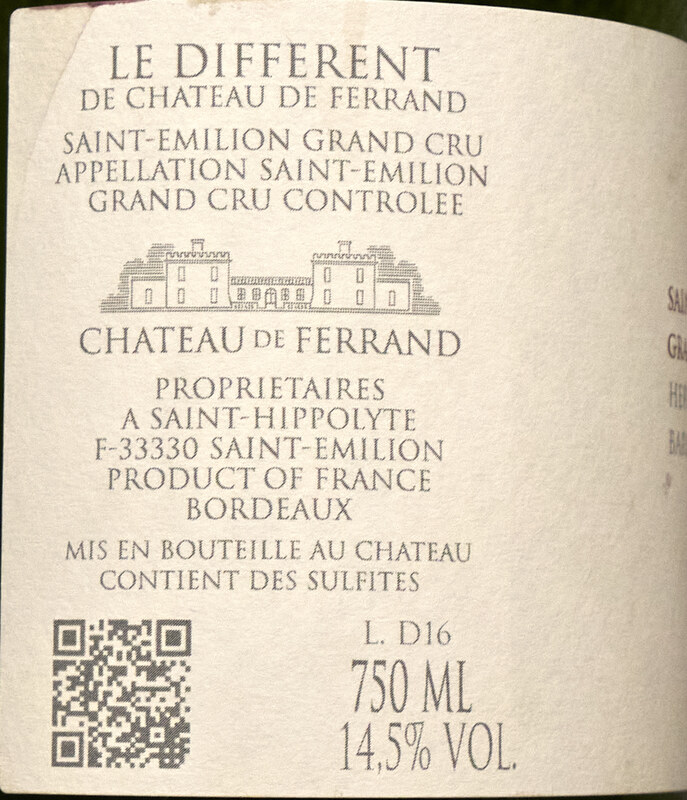 LE DIFFERENT
DE CHATEAU DE FERRAND
SAINT-EMILION GRAND CRU
APPELLATION SAINT-EMILION
GRAND CRU CONTROLEE
CHATEAU DE FERRAND
PROPRIETAIRES
A SAINT-HIPPOLYTE
F-33330 SAINT-EMILION
PRODUCT OF FRANCE
BORDEAUX
MIS EN BOUTEILLE AU CHATEAU
CONTIENT DES SULFITES
L. D16
750 ML
14,5% VOL.